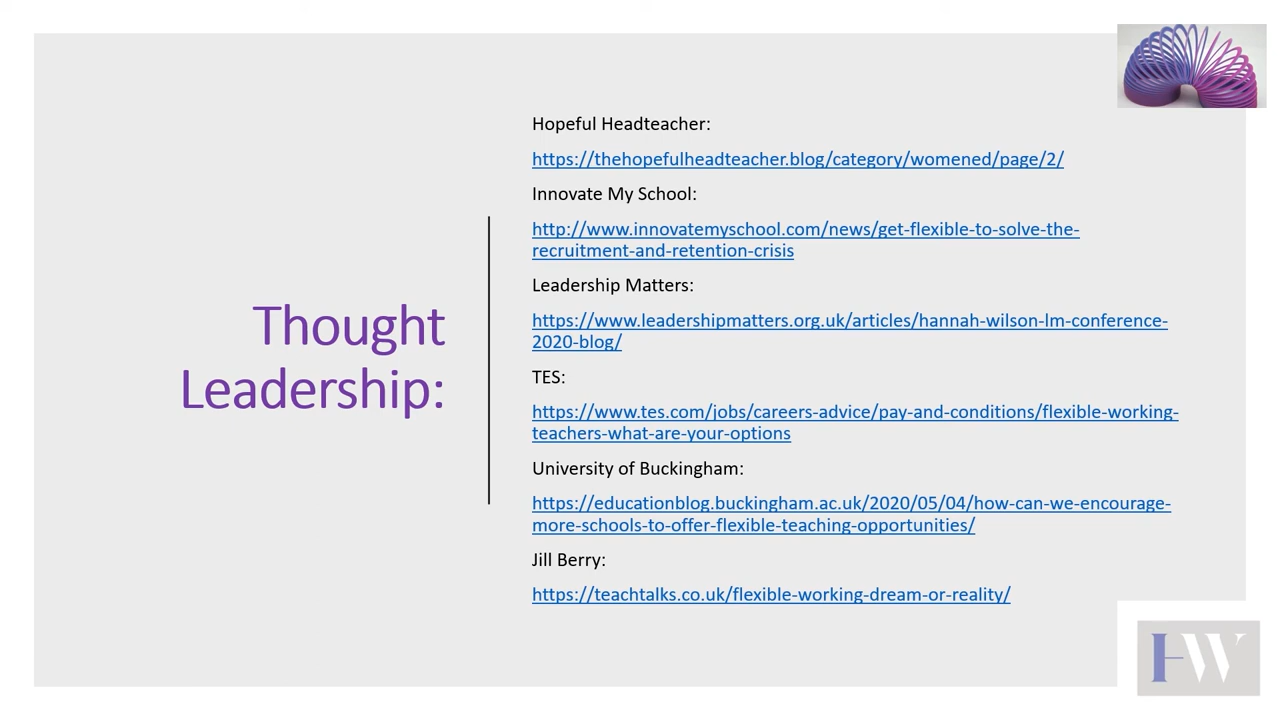 Thought
Leadership:
Hopeful Headteacher:
https://thehopefulheadteacher.blog/category/womened/page/2/
Innovate My School:
http://www.innovatemyschool.com/news/get-flexible-to-solve-the-
recruitment-and-retention-crisis
Leadership Matters:
https://www.leadershipmatters.org.uk/articles/hannah-wilson-lm-conference-
2020-blog/
TES:
https://www.tes.com/jobs/careers-advice/pay-and-conditions/flexible-working-
teachers-what-are-your-options
University of Buckingham:
https://educationblog.buckingham.ac.uk/2020/05/04/how-can-we-encourage-
more-schools-to-offer-flexible-teaching-opportunities/
Jill Berry:
https://teachtalks.co.uk/flexible-working-dream-or-reality/
HW